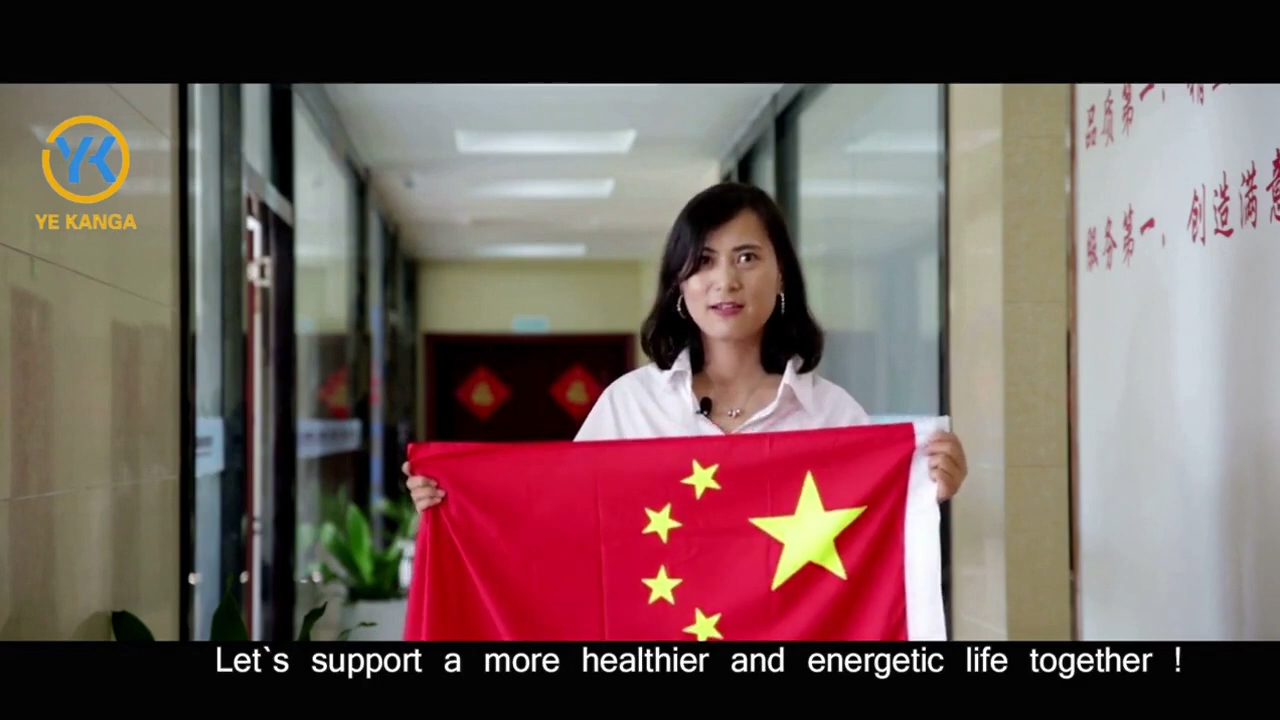 YK
YE KANGA
品质第一、精
服务第一、创造满意
Let`s support a more healthier and energetic life together !